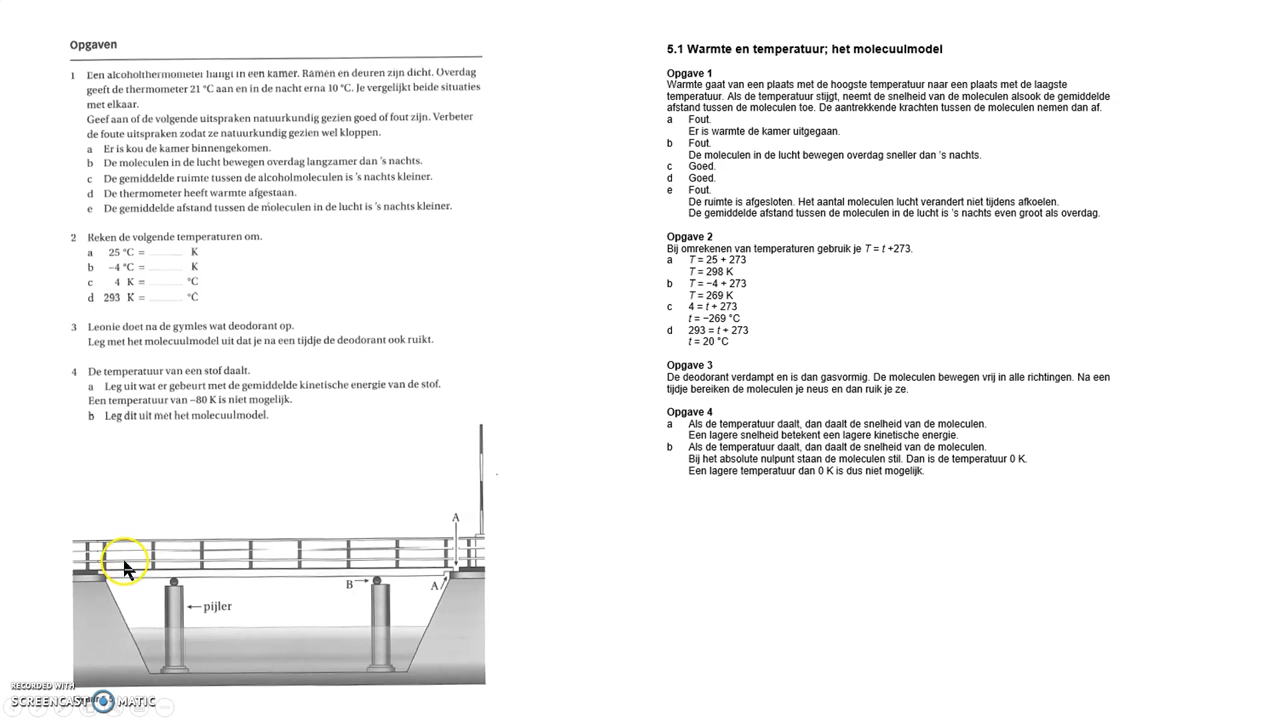 Opgaven
1 Een alcoholthermometer hangt in een kamer. Ramen en deuren zijn dicht. Overdag
geeft de thermometer 21 °C aan en in de nacht erna 10 °C. Je vergelijkt beide situaties
met elkaar.
Geef aan of de volgende uitspraken natuurkundig gezien goed of fout zijn. Verbeter
de foute uitspraken zodat ze natuurkundig gezien wel kloppen.
a Er is kou de kamer binnengekomen.
b De moleculen in de lucht bewegen overdag langzamer dan 's nachts.
c De gemiddelde ruimte tussen de alcoholmoleculen is 's nachts kleiner.
d De thermometer heeft warmte afgestaan.
e De gemiddelde afstand tussen de moleculen in de lucht is 's nachts kleiner.
2 Reken de volgende temperaturen om.
a 25 °C = ........ K
b −4 °C = ........ K
c 4 K = ........ °C
d 293 K = ........ °C
3 Leonie doet na de gymles wat deodorant op.
Leg met het molecuulmodel uit dat je na een tijdje de deodorant ook ruikt.
4 De temperatuur van een stof daalt.
a Leg uit wat er gebeurt met de gemiddelde kinetische energie van de stof.
Een temperatuur van −80 K is niet mogelijk.
b Leg dit uit met het molecuulmodel.
A
B
A
pijler
RECORDED WITH
SCREENCAST MATIC
5.1 Warmte en temperatuur; het molecuulmodel
Opgave 1
Warmte gaat van een plaats met de hoogste temperatuur naar een plaats met de laagste
temperatuur. Als de temperatuur stijgt, neemt de snelheid van de moleculen alsook de gemiddelde
afstand tussen de moleculen toe. De aantrekkende krachten tussen de moleculen nemen dan af.
a Fout.
Er is warmte de kamer uitgegaan.
b Fout.
De moleculen in de lucht bewegen overdag sneller dan 's nachts.
c Goed.
d Goed.
e Fout.
De ruimte is afgesloten. Het aantal moleculen lucht verandert niet tijdens afkoelen.
De gemiddelde afstand tussen de moleculen in de lucht is 's nachts even groot als overdag.
Opgave 2
Bij omrekenen van temperaturen gebruik je T = t +273.
a T = 25 + 273
T = 298 K
b T = −4 + 273
T = 269 K
c 4 = t + 273
t = −269 °C
d 293 = t + 273
t = 20 °C
Opgave 3
De deodorant verdampt en is dan gasvormig. De moleculen bewegen vrij in alle richtingen. Na een
tijdje bereiken de moleculen je neus en dan ruik je ze.
Opgave 4
a Als de temperatuur daalt, dan daalt de snelheid van de moleculen.
Een lagere snelheid betekent een lagere kinetische energie.
b Als de temperatuur daalt, dan daalt de snelheid van de moleculen.
Bij het absolute nulpunt staan de moleculen stil. Dan is de temperatuur 0 K.
Een lagere temperatuur dan 0 K is dus niet mogelijk.